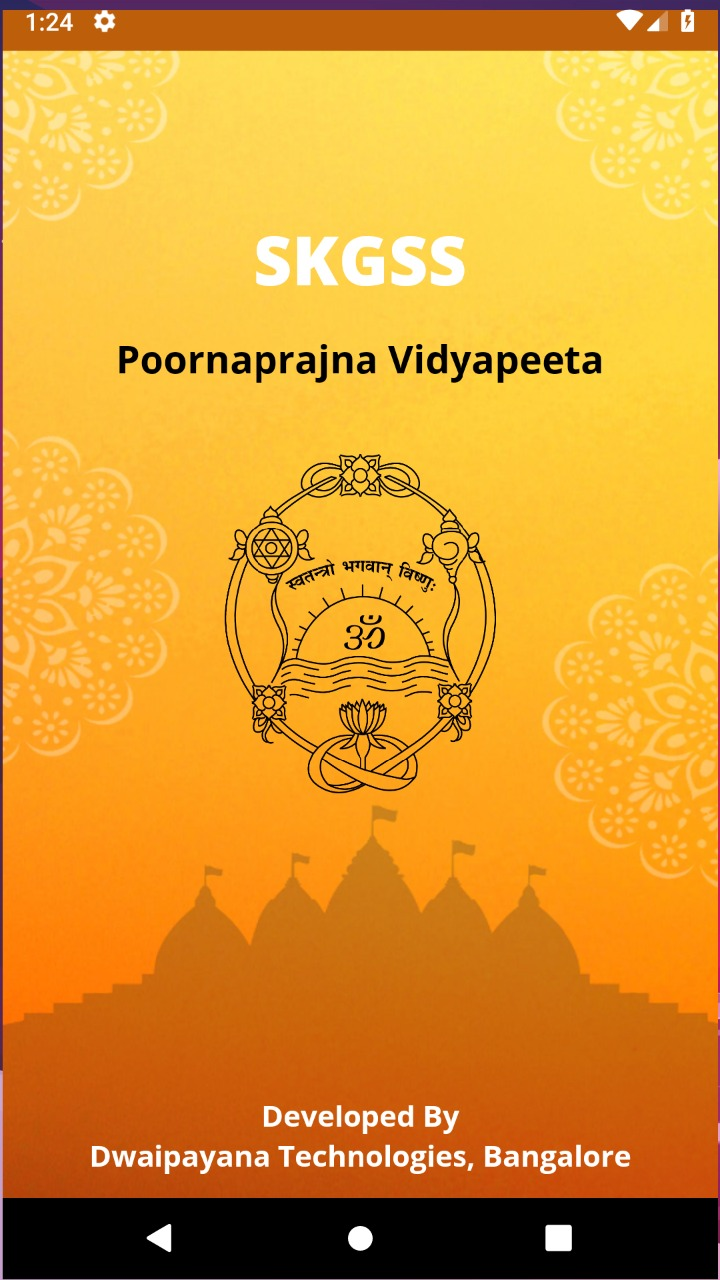 1:24
SKGSS
Poornaprajna Vidyapeeta
स्वतन्त्रो भगवान् विष्णुः
ॐ
Developed By
Dwaipayana Technologies, Bangalore